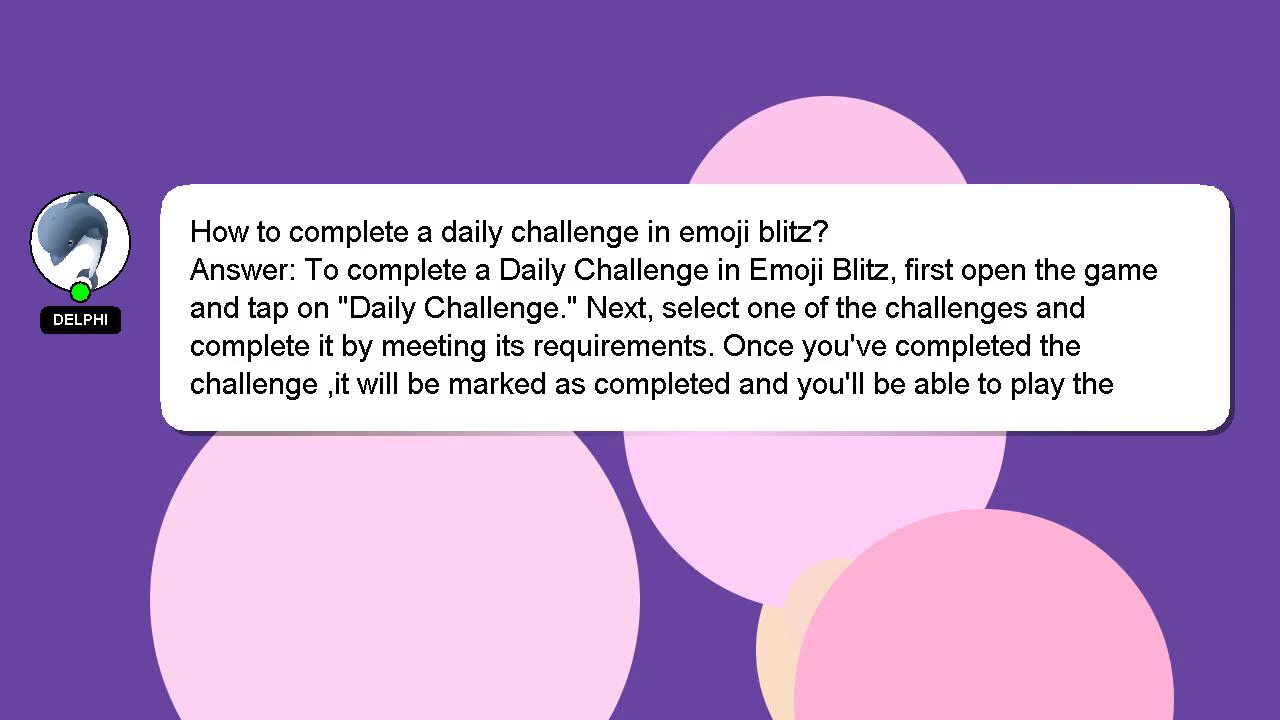 How to complete a daily challenge in emoji blitz?
Answer: To complete a Daily Challenge in Emoji Blitz, first open the game
and tap on "Daily Challenge." Next, select one of the challenges and
complete it by meeting its requirements. Once you've completed the
challenge ,it will be marked as completed and you'll be able to play the
DELPHI